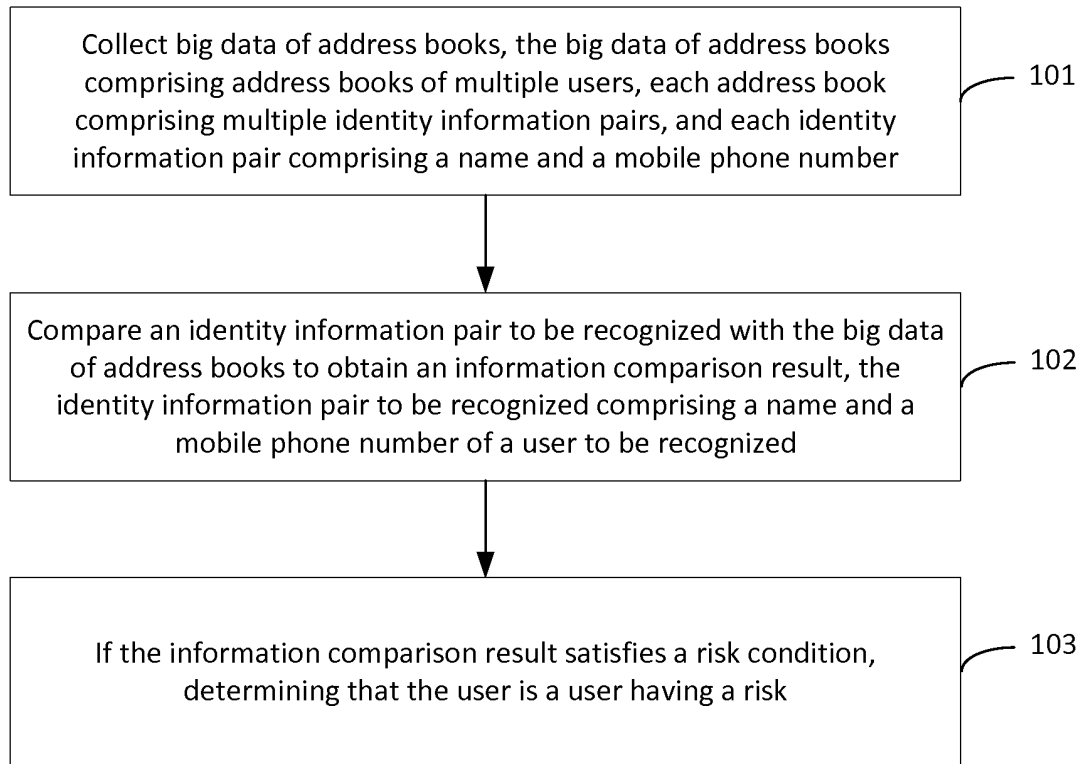 Collect big data of address books, the big data of address books
comprising address books of multiple users, each address book
comprising multiple identity information pairs, and each identity
information pair comprising a name and a mobile phone number
101
Compare an identity information pair to be recognized with the big data
of address books to obtain an information comparison result, the
identity information pair to be recognized comprising a name and a
mobile phone number of a user to be recognized
102
If the information comparison result satisfies a risk condition,
determining that the user is a user having a risk
103